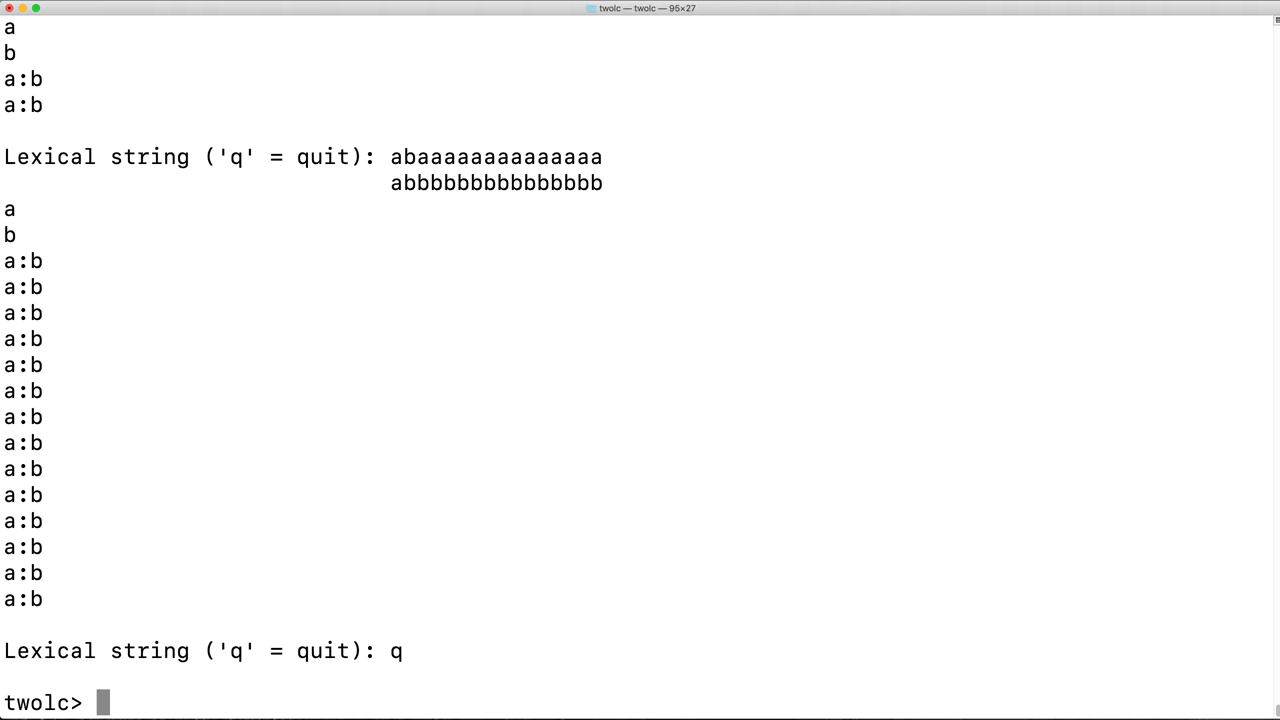 twolc — twolc — 95×27
a
b
a:b
a:b
Lexical string ('q' = quit): abaaaaaaaaaaaaaa
abbbbbbbbbbbbbbb
a
b
a:b
a:b
a:b
a:b
a:b
a:b
a:b
a:b
a:b
a:b
a:b
a:b
a:b
a:b
Lexical string ('q' = quit): q
twolc>